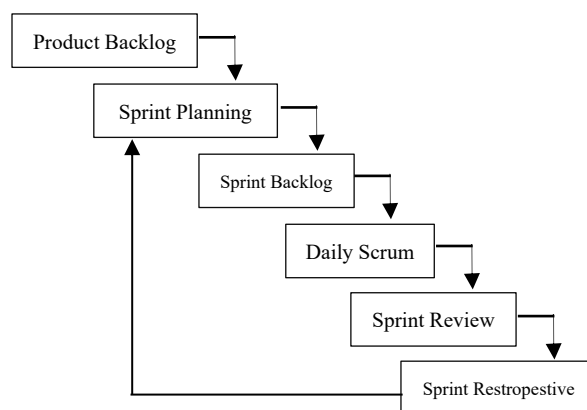 Product Backlog
Sprint Planning
Sprint Backlog
Daily Scrum
Sprint Review
Sprint Restropestive